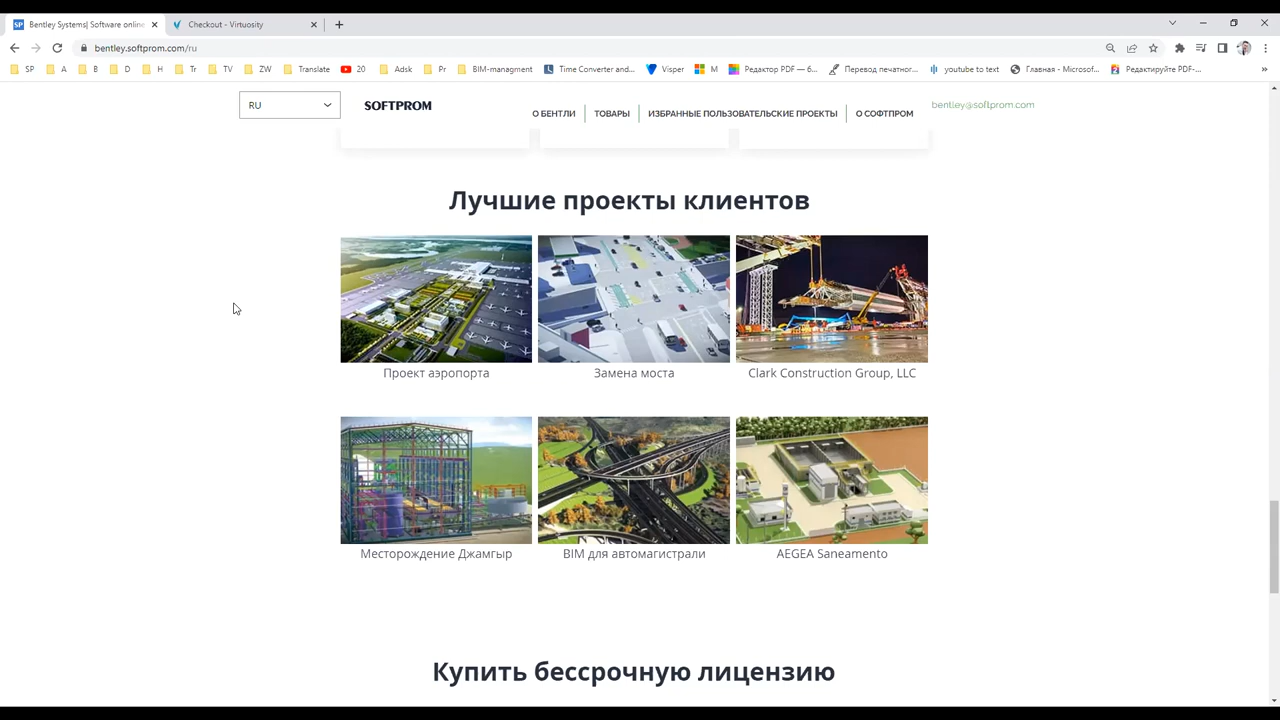 Bentley Systems| Software online
Checkout - Virtuosity
bentley.softprom.com/ru
SP
A
B
D
H
Tr
TV
ZW
Translate
20
Adsk
Pr
BIM-managment
Time Converter and...
Visper
M
Редактор PDF — б...
Перевод печатног...
youtube to text
Главная - Microsof...
Редактируйте PDF-...
RU
SOFTPROM
О БЕНТЛИ
ТОВАРЫ
ИЗБРАННЫЕ ПОЛЬЗОВАТЕЛЬСКИЕ ПРОЕКТЫ
О СОФТПРОМ
bentley@softprom.com
Лучшие проекты клиентов
Проект аэропорта
Замена моста
Clark Construction Group, LLC
Месторождение Джамгыр
BIM для автомагистрали
AEGEA Saneamento
Купить бессрочную лицензию